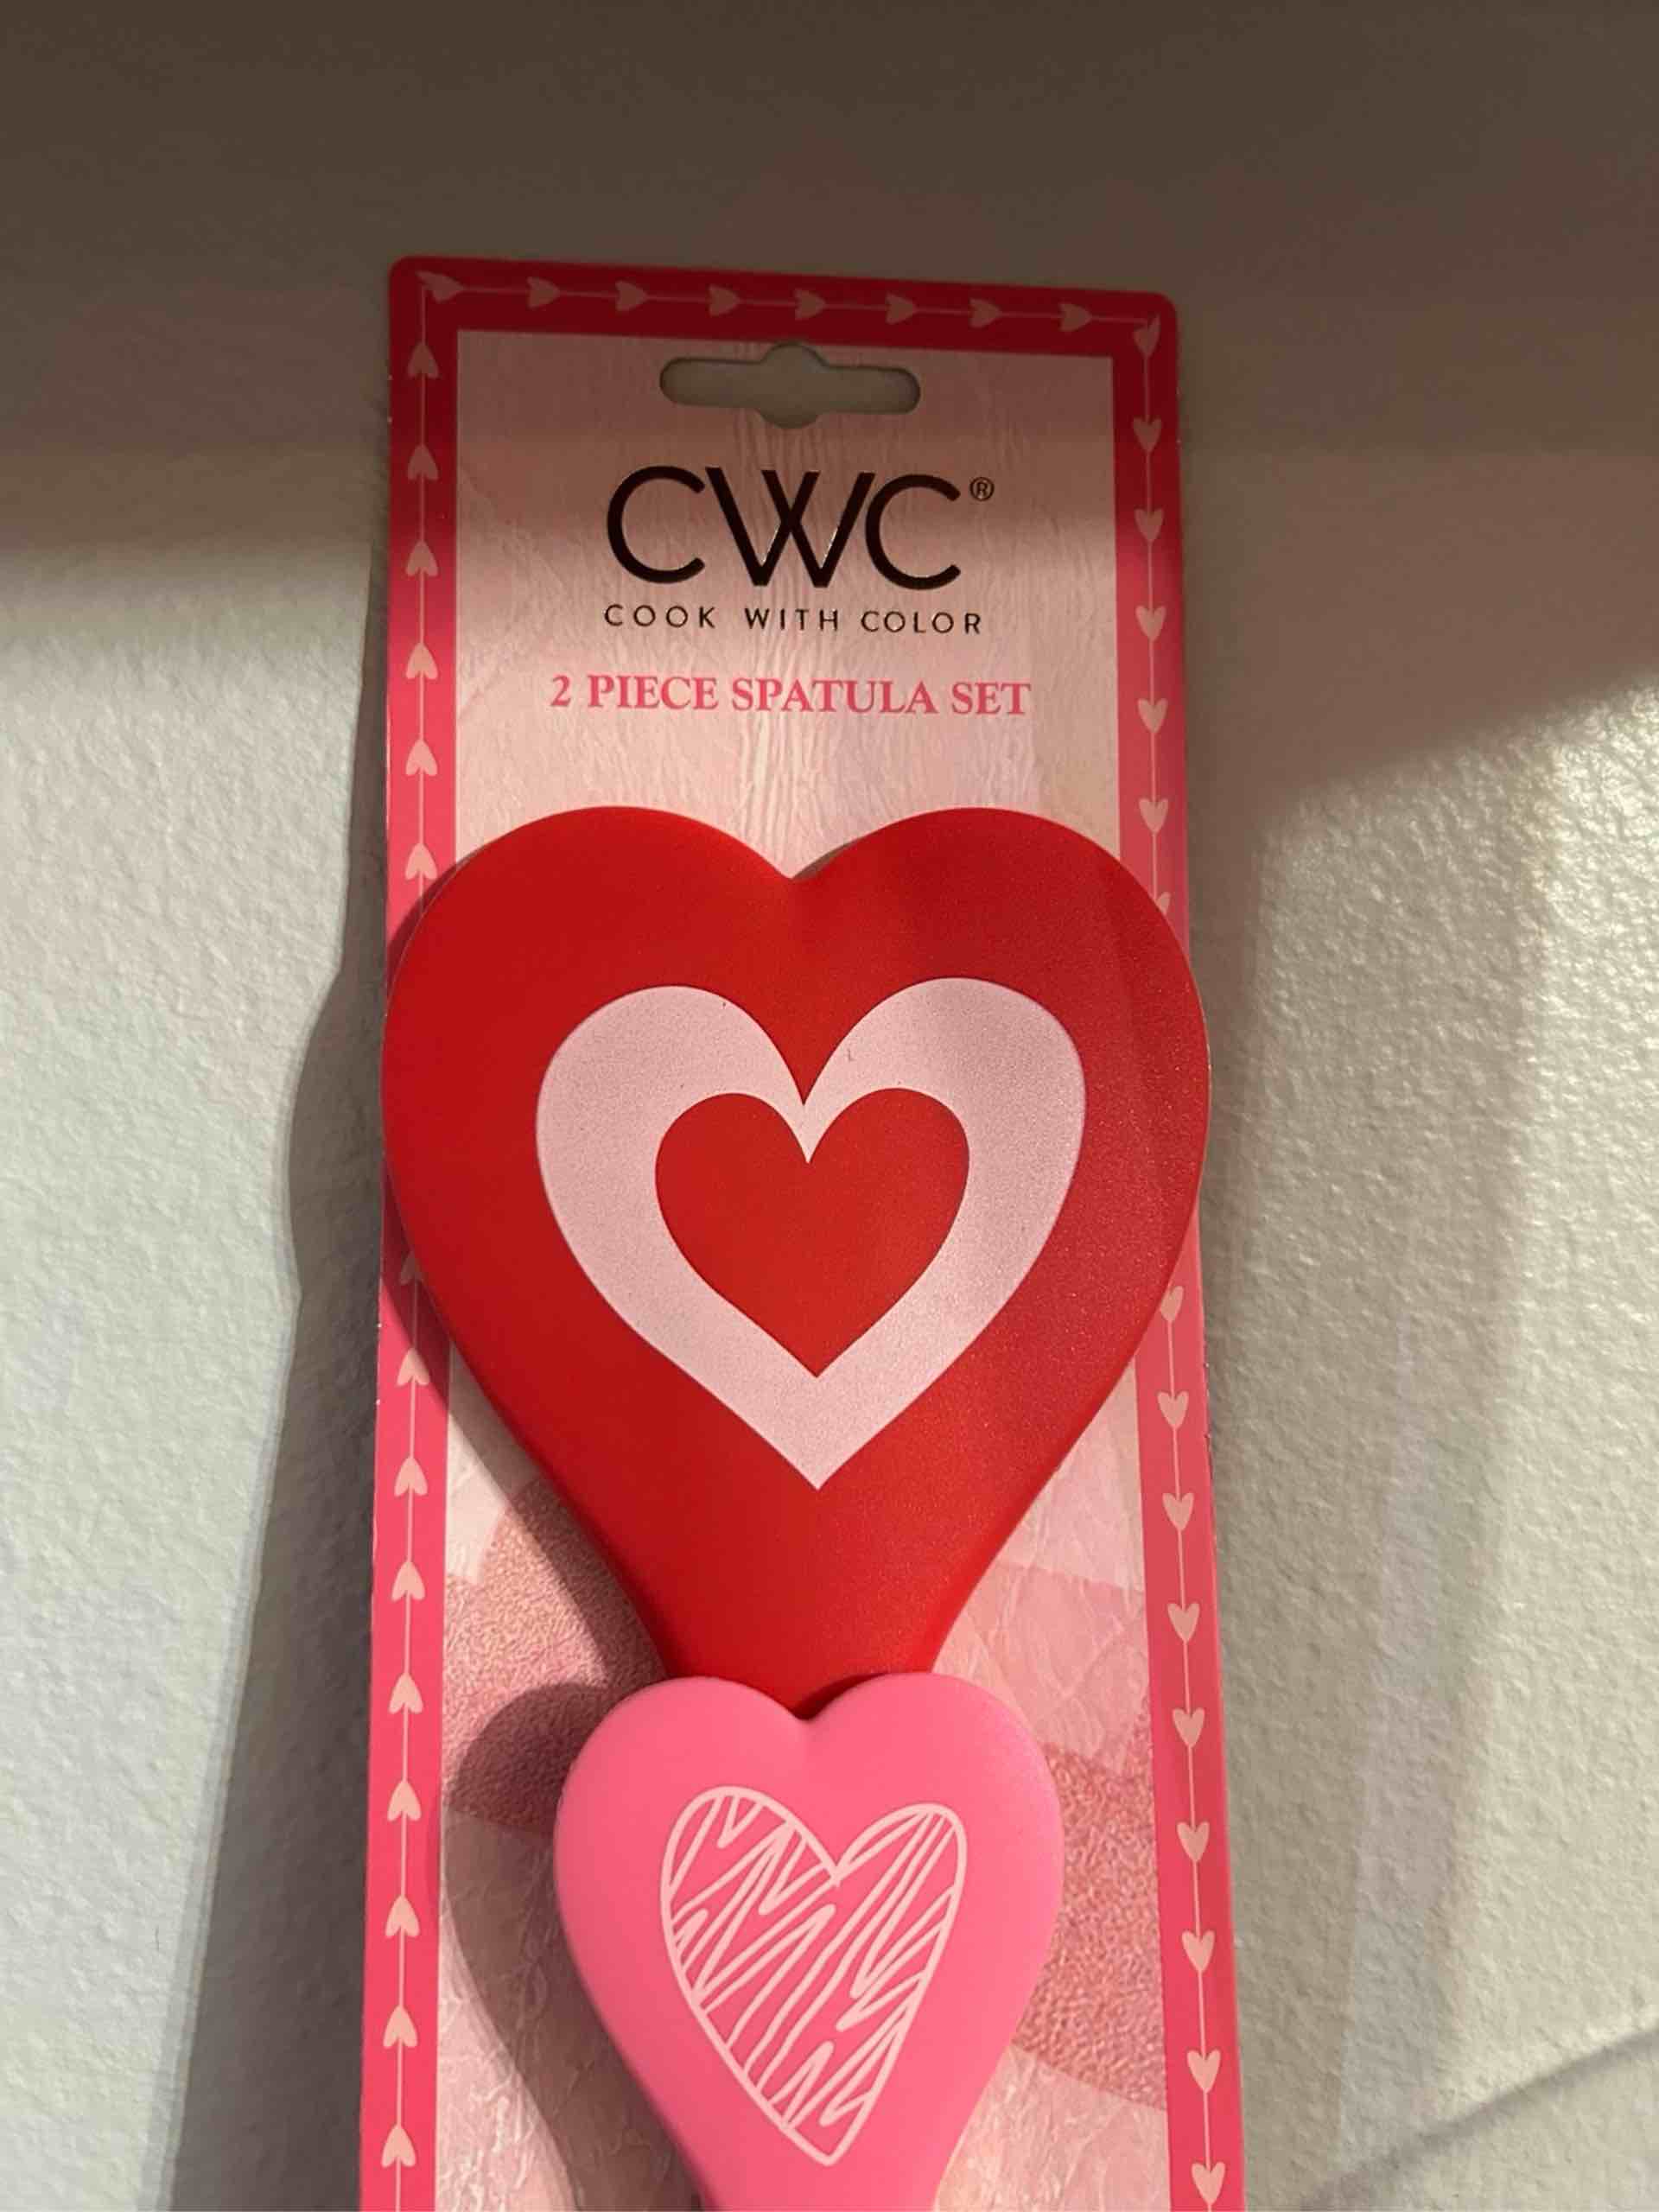 CWC®
COOK WITH COLOR
2 PIECE SPATULA SET